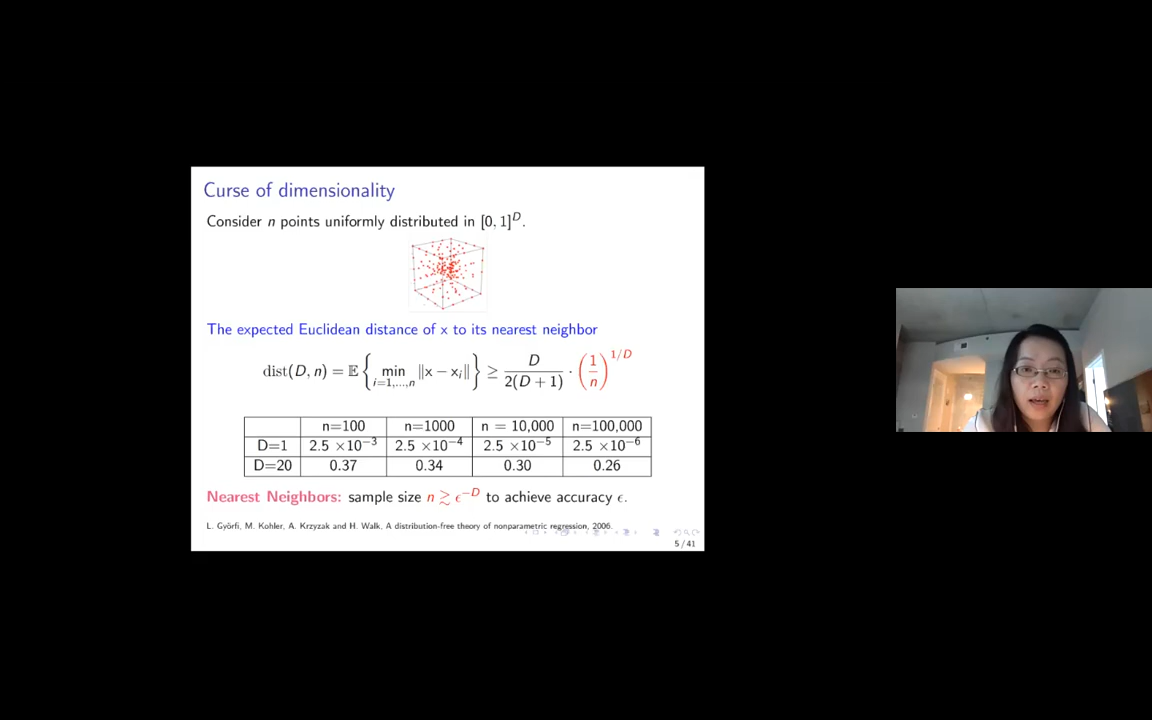 Curse of dimensionality
Consider n points uniformly distributed in [0, 1]^D.
The expected Euclidean distance of x to its nearest neighbor
dist(D, n) = 𝔼 { min_{i=1,...,n} ‖x − x_i‖ } ≥ D / 2(D + 1) · (1/n)^{1/D}
n=100 n=1000 n = 10,000 n=100,000
D=1 2.5 ×10^{−3} 2.5 ×10^{−4} 2.5 ×10^{−5} 2.5 ×10^{−6}
D=20 0.37 0.34 0.30 0.26
Nearest Neighbors: sample size n ≳ ϵ^{−D} to achieve accuracy ϵ.
L. Györfi, M. Kohler, A. Krzyzak and H. Walk, A distribution-free theory of nonparametric regression, 2006.
5 / 41